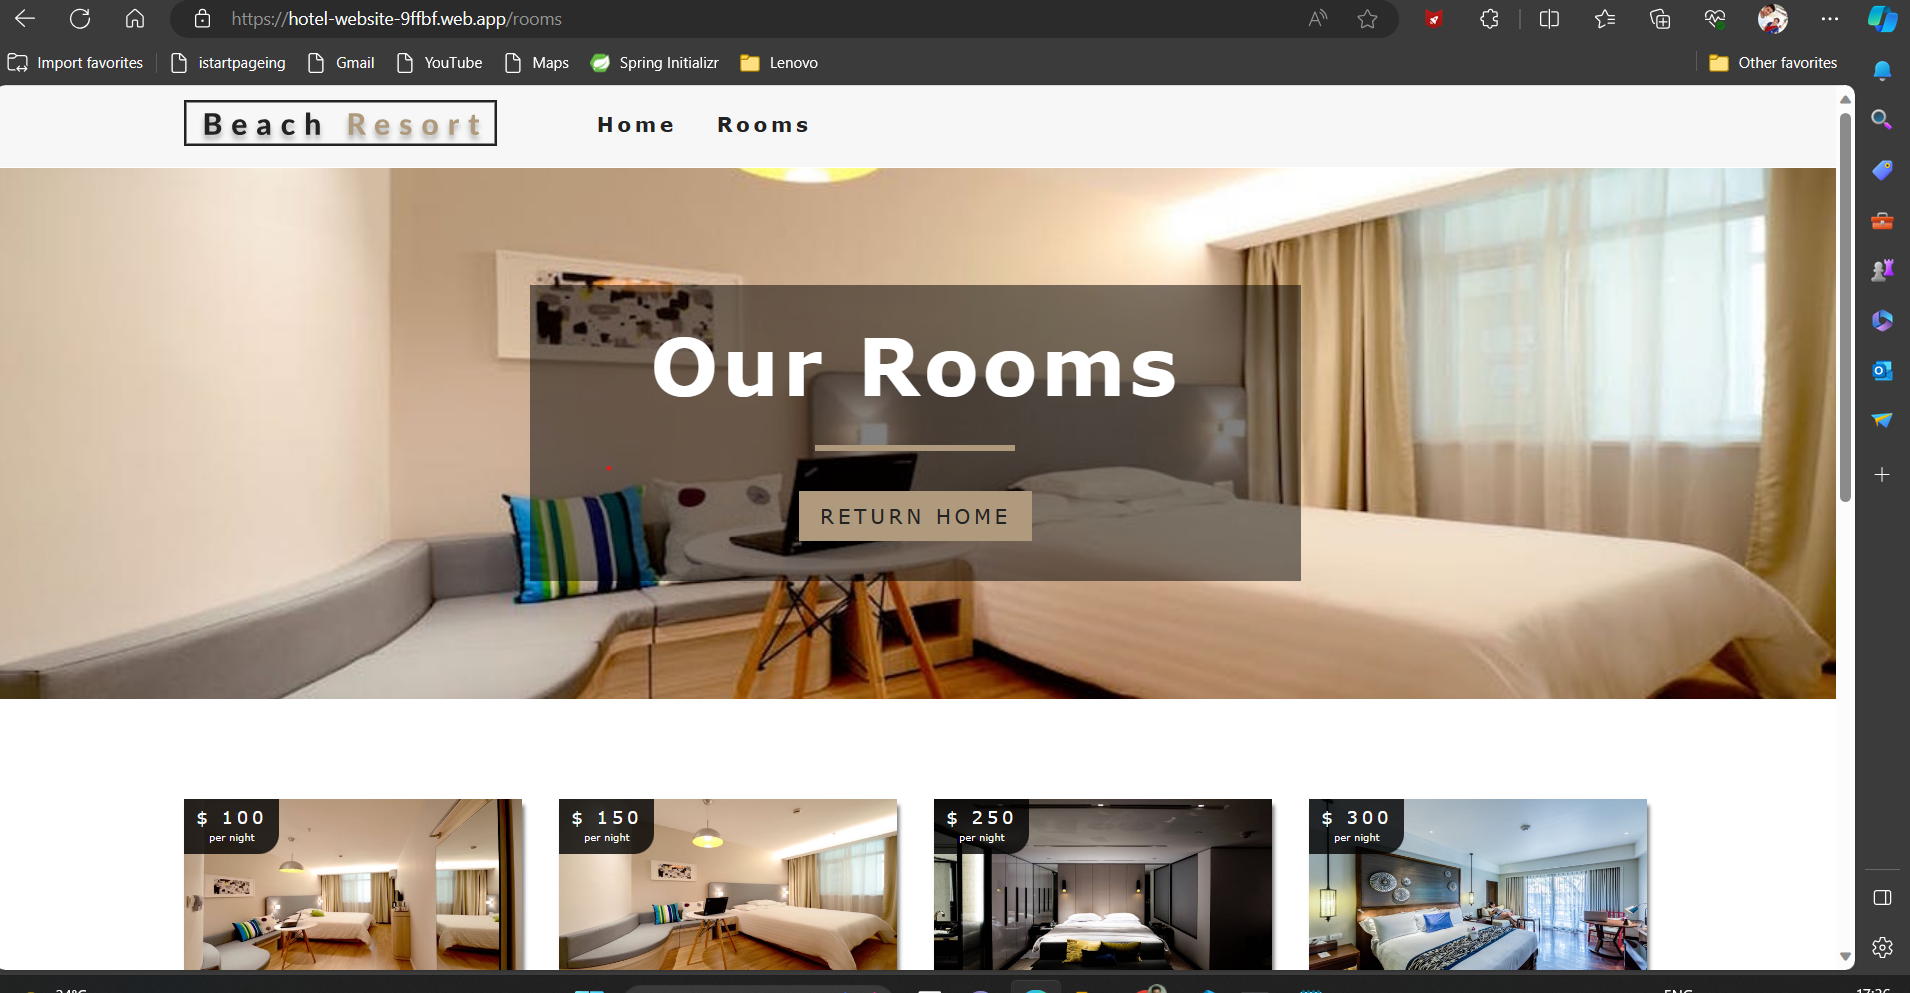 https://hotel-website-9ffbf.web.app/rooms
Import favorites istartpageing Gmail YouTube Maps Spring Initializr Lenovo Other favorites
Beach Resort Home Rooms
Our Rooms
RETURN HOME
$ 100 $ 150 $ 250 $ 300
per night per night per night per night